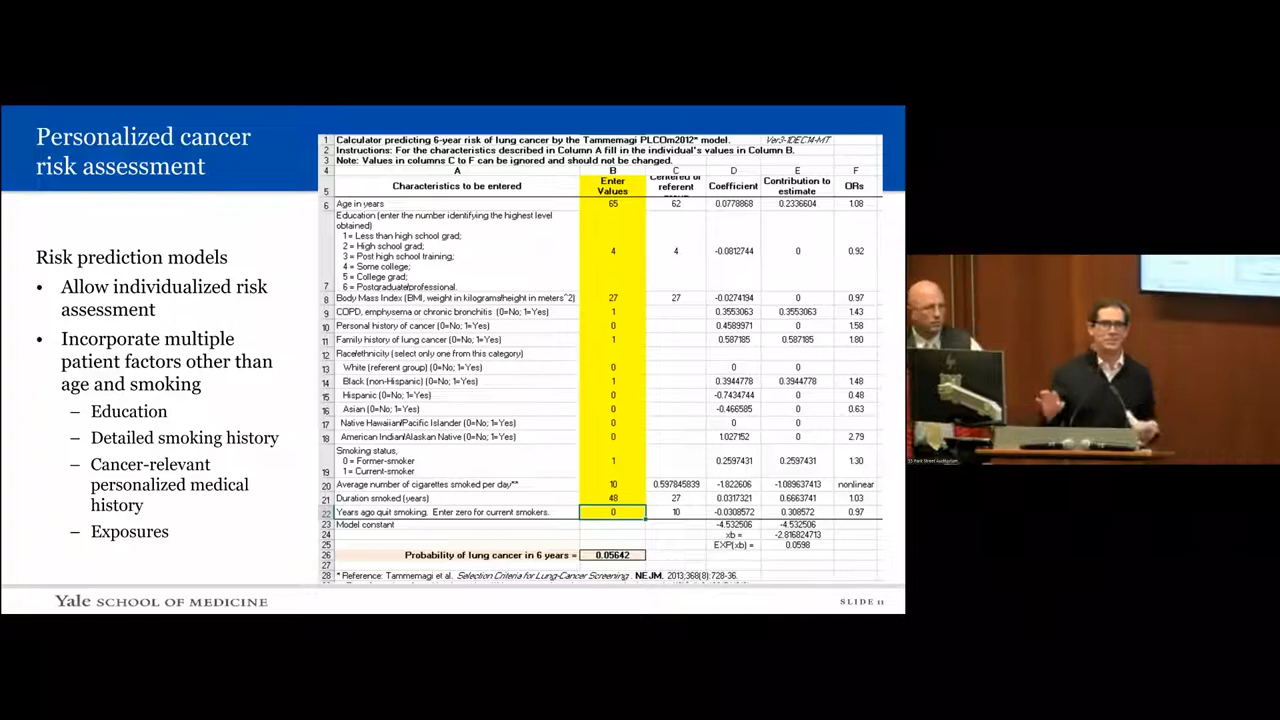 Personalized cancer
risk assessment
Risk prediction models
• Allow individualized risk
assessment
• Incorporate multiple
patient factors other than
age and smoking
– Education
– Detailed smoking history
– Cancer-relevant
personalized medical
history
– Exposures
1 Calculator predicting 6-year risk of lung cancer by the Tammemagi PLCOm2012* model. Ver3-1DEC14-MT
2 Instructions: For the characteristics described in Column A fill in the individual's values in Column B.
3 Note: Values in columns C to F can be ignored and should not be changed.
4 A B C D E F
5 Characteristics to be entered Enter Values Centered or referent Coefficient Contribution to estimate ORs
6 Age in years 65 62 0.0778868 0.2336604 1.08
Education (enter the number identifying the highest level
obtained)
1 = Less than high school grad;
2 = High school grad;
3 = Post high school training;
4 = Some college; 4 4 -0.0812744 0 0.92
5 = College grad;
7 6 = Postgraduate/professional.
8 Body Mass Index (BMI, weight in kilograms/height in meters^2) 27 27 -0.0274194 0 0.97
9 COPD, emphysema or chronic bronchitis (0=No; 1=Yes) 1 0.3553063 0.3553063 1.43
10 Personal history of cancer (0=No; 1=Yes) 0 0.4589971 0 1.58
11 Family history of lung cancer (0=No; 1=Yes) 1 0.587185 0.587185 1.80
12 Race/ethnicity (select only one from this category)
13 White (referent group) (0=No; 1=Yes) 0 0 0
14 Black (non-Hispanic) (0=No; 1=Yes) 1 0.3944778 0.3944778 1.48
15 Hispanic (0=No; 1=Yes) 0 -0.7434744 0 0.48
16 Asian (0=No; 1=Yes) 0 -0.466585 0 0.63
17 Native Hawaiian/Pacific Islander (0=No; 1=Yes) 0 0 0
18 American Indian/Alaskan Native (0=No; 1=Yes) 0 1.027152 0 2.79
Smoking status,
0 = Former-smoker 1 0.2597431 0.2597431 1.30
19 1 = Current-smoker
20 Average number of cigarettes smoked per day** 10 0.597845839 -1.822606 -1.089637413 nonlinear
21 Duration smoked (years) 48 27 0.0317321 0.6663741 1.03
22 Years ago quit smoking. Enter zero for current smokers. 0 10 -0.0308572 0.308572 0.97
23 Model constant -4.532506 -4.532506
24 xb = -2.816824713
25 EXP(xb) = 0.0598
26 Probability of lung cancer in 6 years = 0.05642
27
28 * Reference: Tammemagi et al. Selection Criteria for Lung-Cancer Screening. NEJM. 2013;368(8):728-36.
Yale SCHOOL OF MEDICINE
SLIDE 11
55 Park Street Auditorium